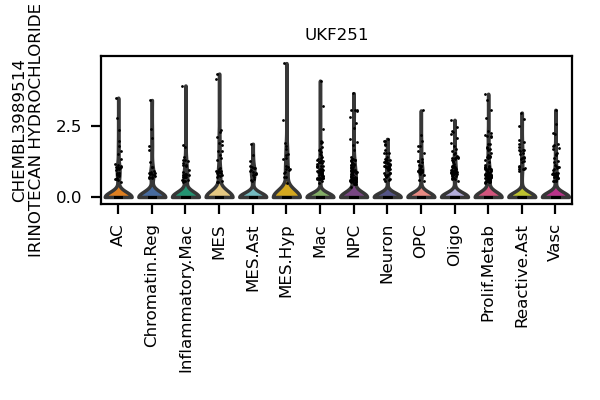 UKF251
CHEMBL3989514
IRINOTECAN HYDROCHLORIDE
2.5
0.0
AC
Chromatin.Reg
Inflammatory.Mac
MES
MES.Ast
MES.Hyp
Mac
NPC
Neuron
OPC
Oligo
Prolif.Metab
Reactive.Ast
Vasc